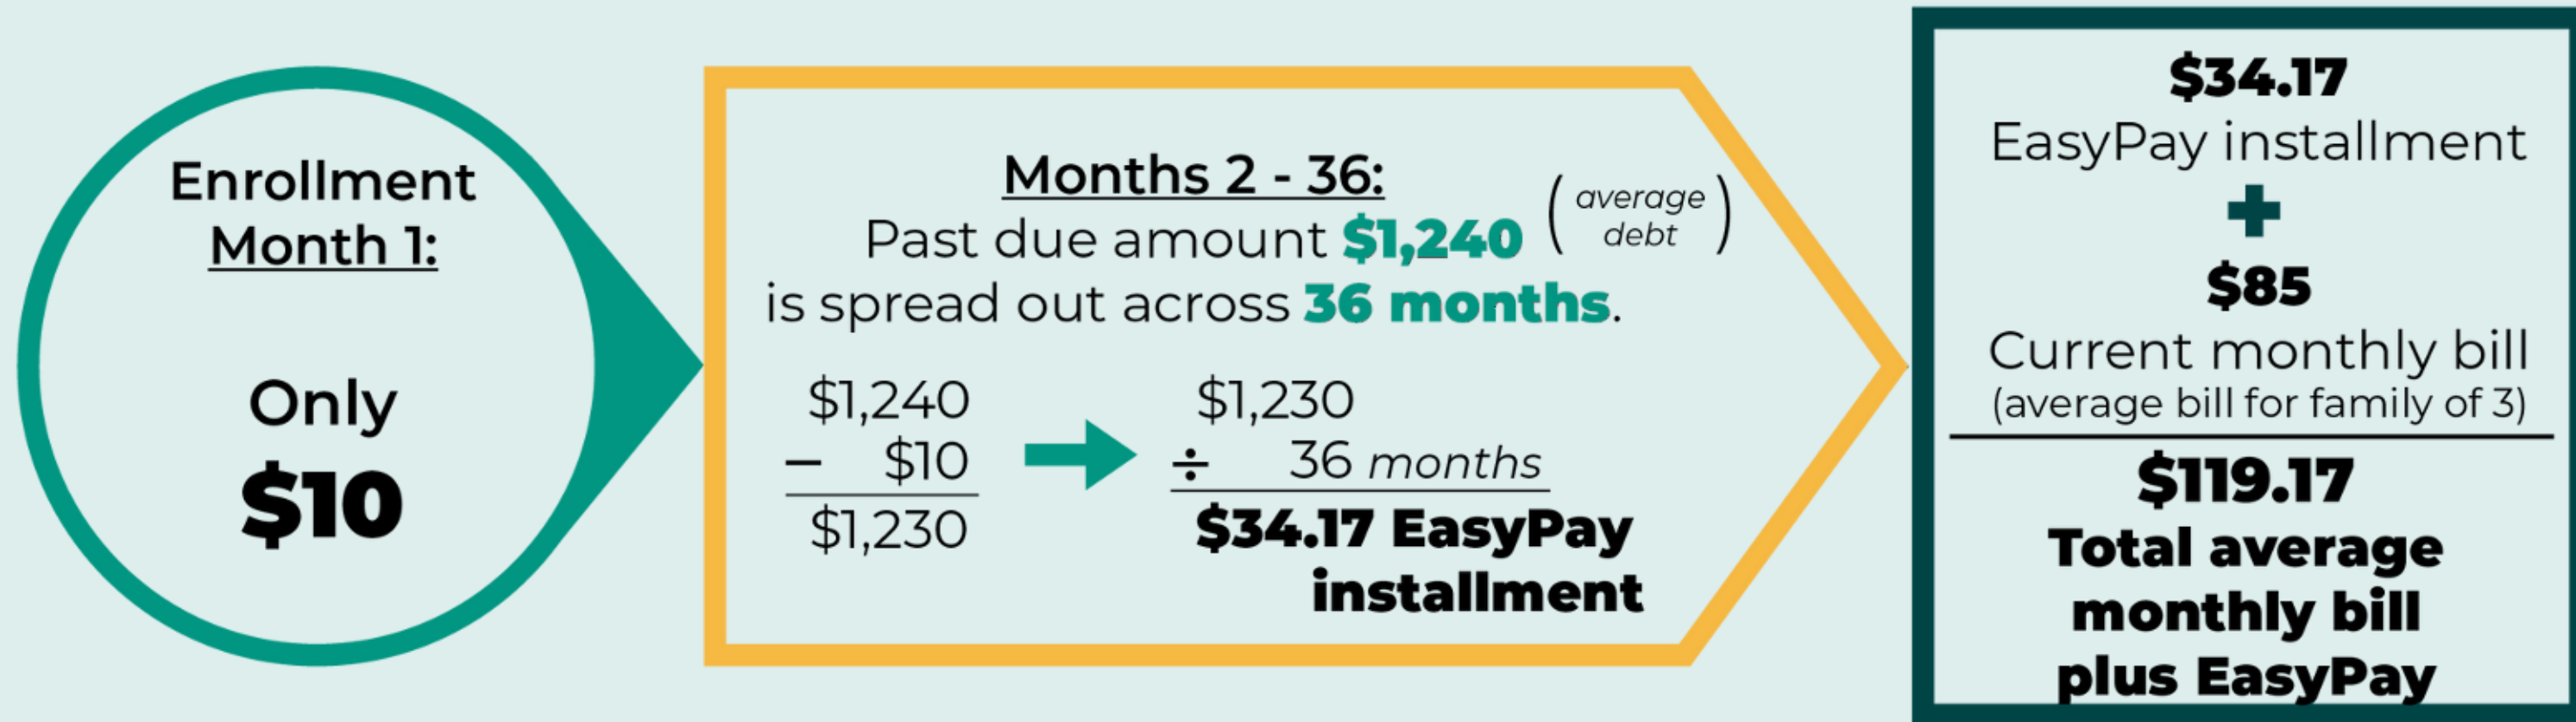 Enrollment
Month 1:
Only
$10
Months 2 - 36:
Past due amount $1,240 (average debt)
is spread out across 36 months.
$1,240
– $10
$1,230
$1,230
÷ 36 months
$34.17 EasyPay
installment
$34.17
EasyPay installment
+
$85
Current monthly bill
(average bill for family of 3)
$119.17
Total average
monthly bill
plus EasyPay